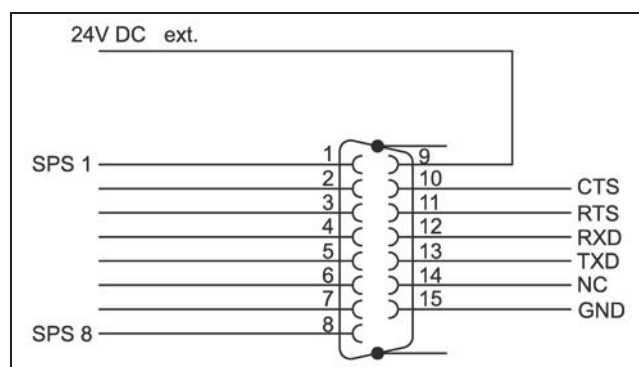 24V DC ext.
1 9
SPS 1
2 10 CTS
3 11 RTS
4 12 RXD
5 13 TXD
6 14 NC
7 15 GND
SPS 8 8